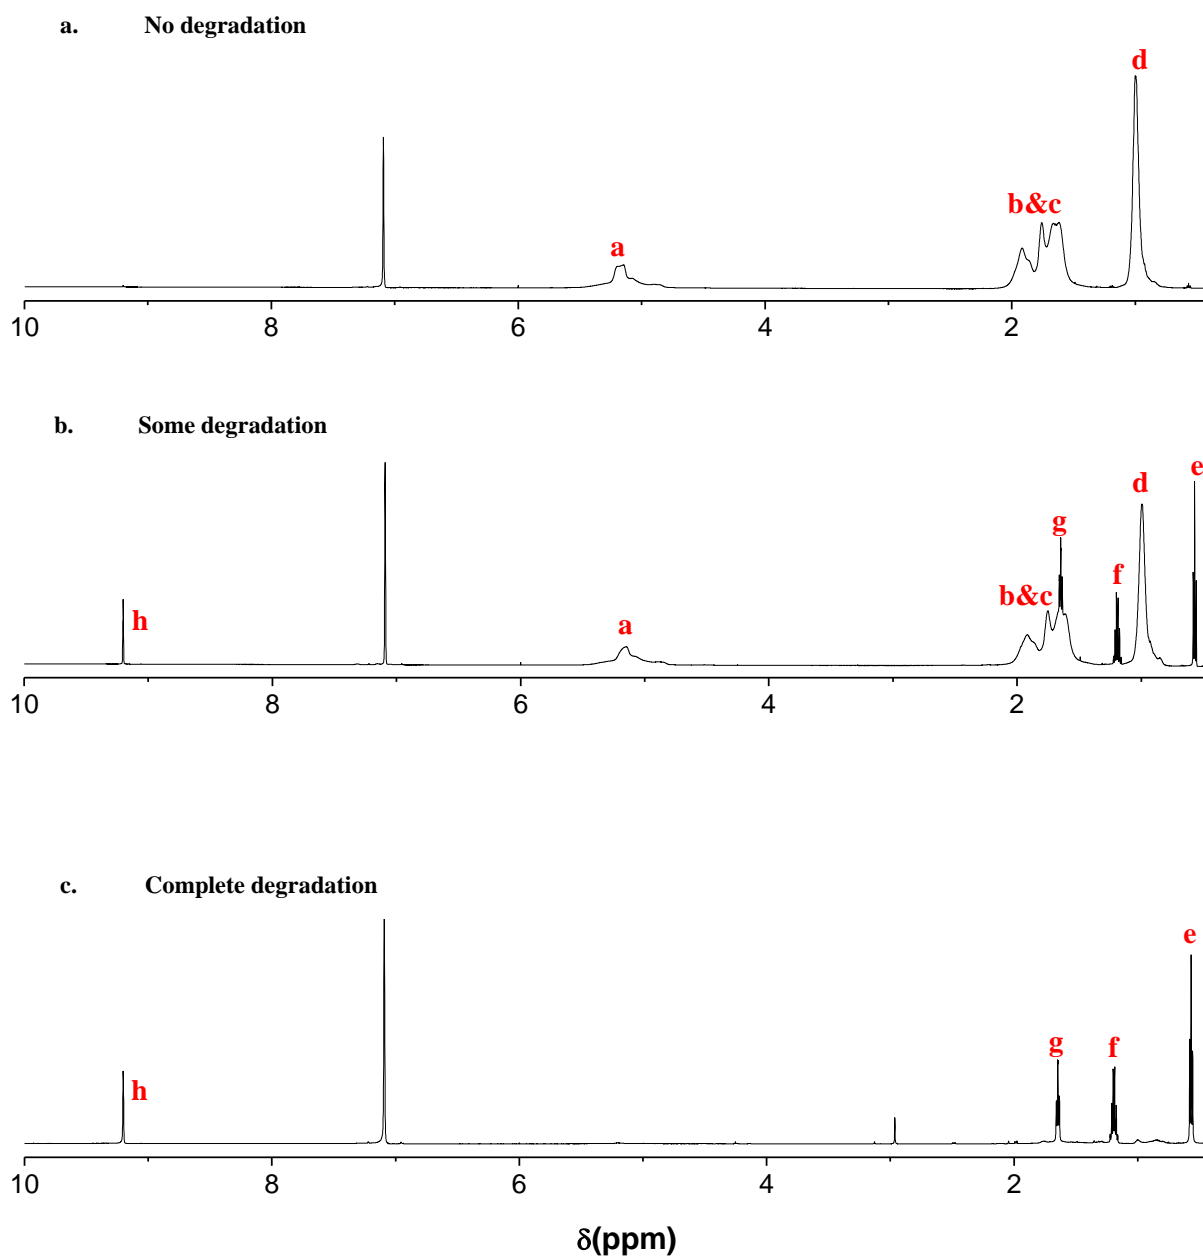 a. No degradation
d
b&c
a
10 8 6 4 2
b. Some degradation
e
d
g
f
b&c
h
a
10 8 6 4 2
c. Complete degradation
e
g f
h
10 8 6 4 2
δ(ppm)